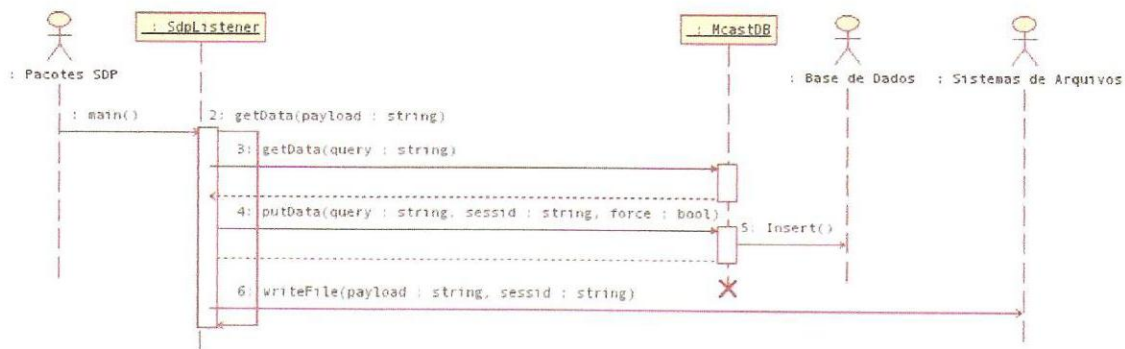 : SdpListener
: McastDB
: Pacotes SDP
: Base de Dados
: Sistemas de Arquivos
: main()
2: getData(payload : string)
3: getData(query : string)
4: putData(query : string, sessid : string, force : bool)
5: Insert()
6: writeFile(payload : string, sessid : string)